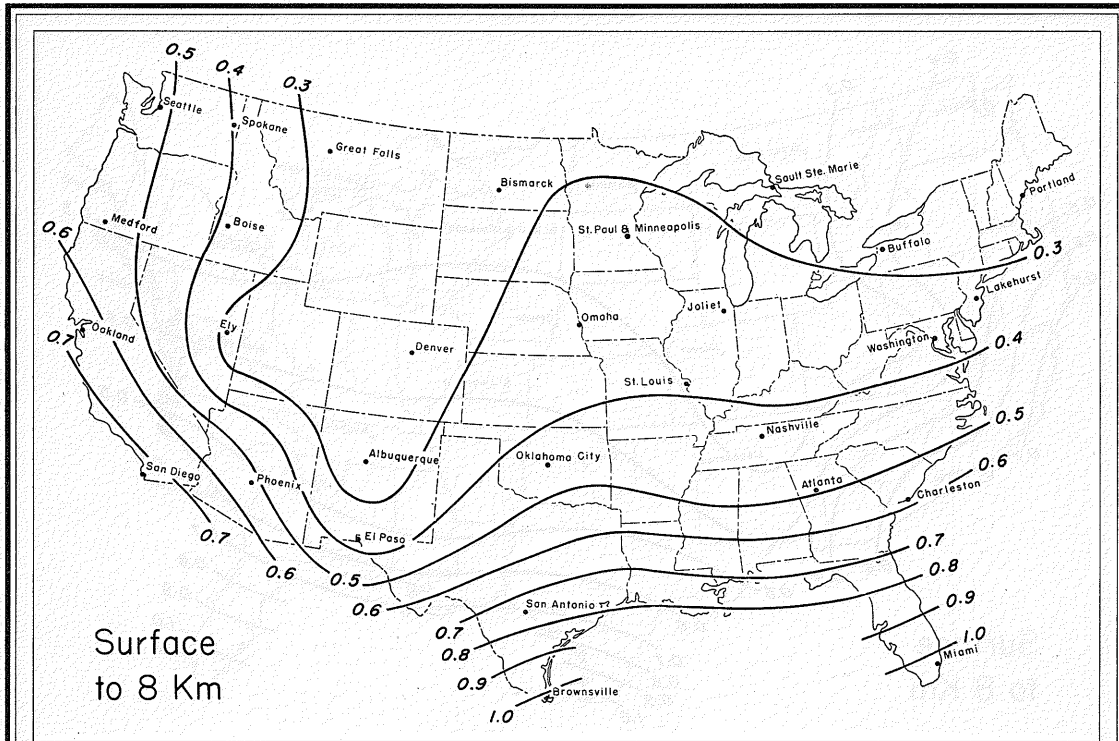 0.5
0.4
0.3
Seattle
Spokane
Great Falls
Bismarck
Sault Ste. Marie
Portland
Medford
Boise
St. Paul & Minneapolis
Buffalo
0.6
0.3
Lakehurst
Ely
Joliet
Oakland
Omaha
0.7
Denver
Washington
0.4
St. Louis
0.5
Nashville
Albuquerque
Oklahoma City
0.6
San Diego
Phoenix
Atlanta
Charleston
0.7
El Paso
0.7
0.6
0.5
0.8
0.6
San Antonio
0.9
0.7
Surface
to 8 Km
0.8
1.0
Miami
0.9
Brownsville
1.0